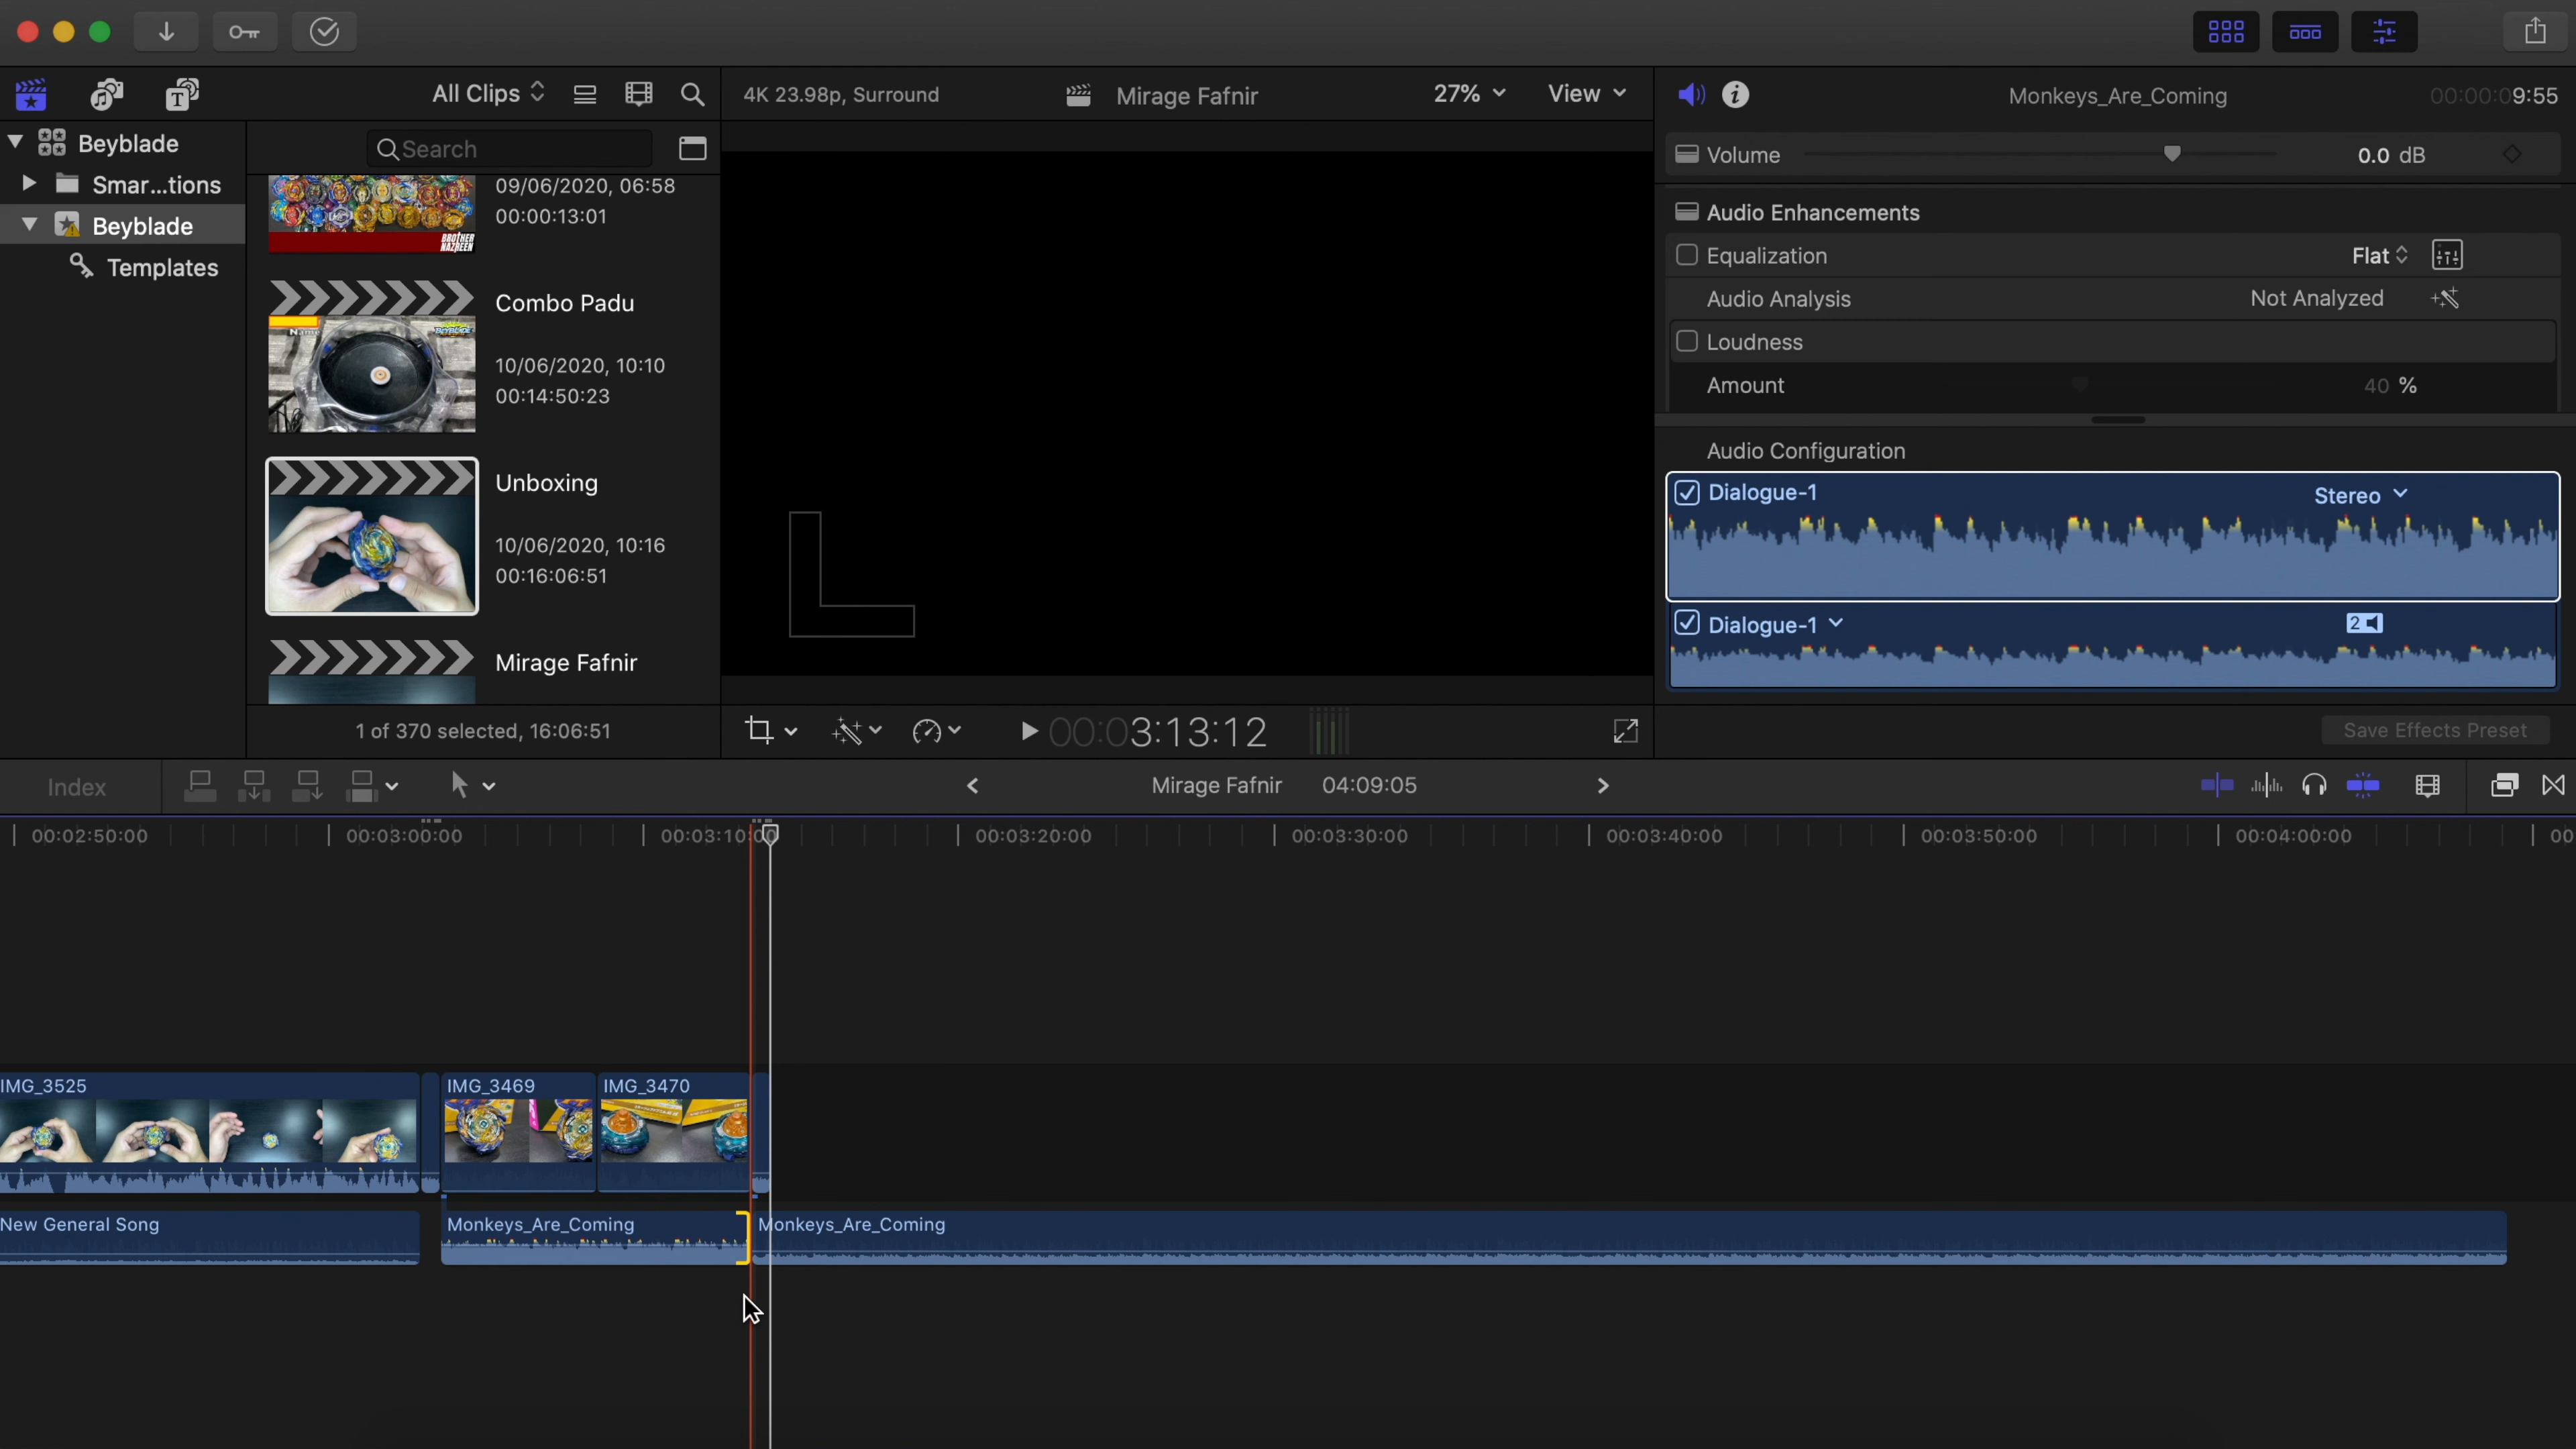 All Clips
4K 23.98p, Surround
Mirage Fafnir
27%
View
Monkeys_Are_Coming
00:00:09:55
Beyblade
Smar...tions
Beyblade
Templates
Search
09/06/2020, 06:58
00:00:13:01
BROTHER
NAZREEN
Combo Padu
Name
BEYBLADE
10/06/2020, 10:10
00:14:50:23
Unboxing
10/06/2020, 10:16
00:16:06:51
Mirage Fafnir
1 of 370 selected, 16:06:51
Volume
0.0 dB
Audio Enhancements
Equalization
Flat
Audio Analysis
Not Analyzed
Loudness
Amount
40 %
Audio Configuration
Dialogue-1
Stereo
Dialogue-1
2
00:03:13:12
Save Effects Preset
Index
Mirage Fafnir
04:09:05
00:02:50:00
00:03:00:00
00:03:10:00
00:03:20:00
00:03:30:00
00:03:40:00
00:03:50:00
00:04:00:00
00
IMG_3525
IMG_3469
IMG_3470
New General Song
Monkeys_Are_Coming
Monkeys_Are_Coming